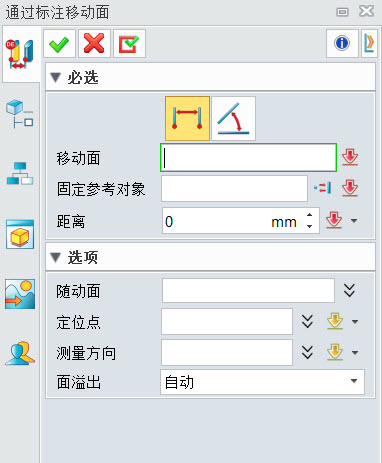 通过标注移动面
DE
必选
移动面
固定参考对象
距离 0 mm
选项
随动面
定位点
测量方向
面溢出 自动